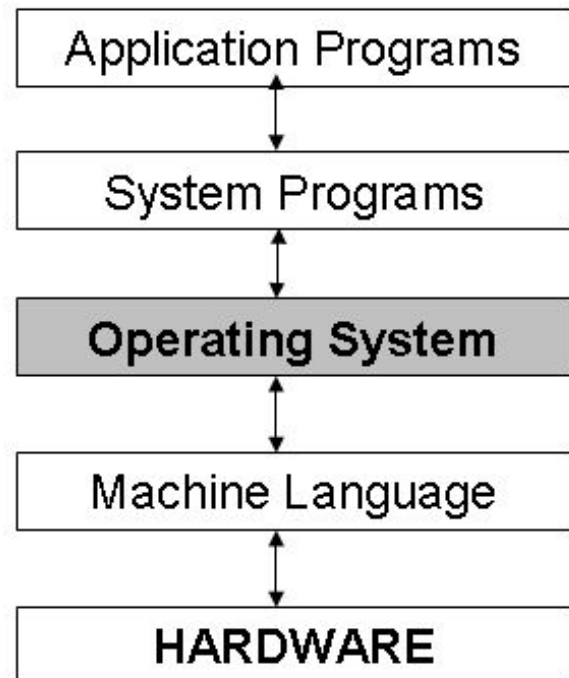 Application Programs
System Programs
Operating System
Machine Language
HARDWARE